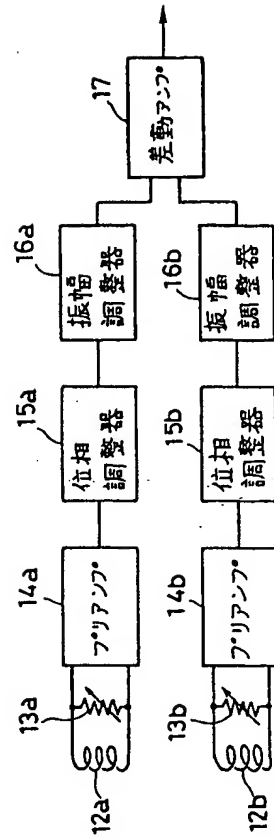 12a
13a
14a
プリアンプ
15a
位相
調整器
16a
振幅
調整器
17
差動アンプ
12b
13b
14b
プリアンプ
15b
位相
調整器
16b
振幅
調整器